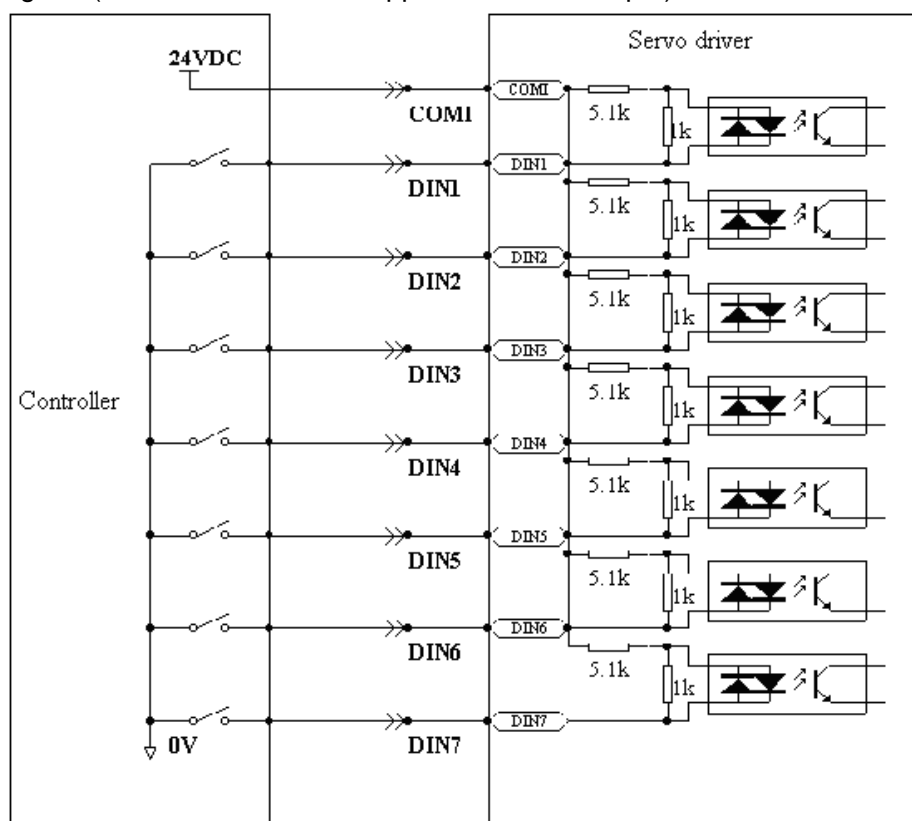 Servo driver
24VDC
COMI
COMI
5.1k
1k
DIN1
DIN1
5.1k
1k
DIN2
DIN2
5.1k
1k
DIN3
DIN3
5.1k
1k
Controller
DIN4
DIN4
5.1k
1k
DIN5
DIN5
5.1k
1k
DIN6
DIN6
5.1k
1k
0V
DIN7
DIN7